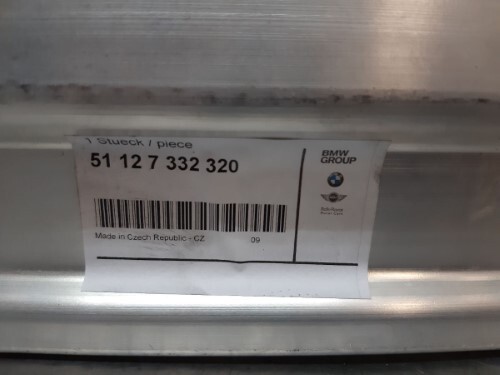 1 Stueck / piece
51 12 7 332 320
Made in Czech Republic - CZ
09
BMW
GROUP